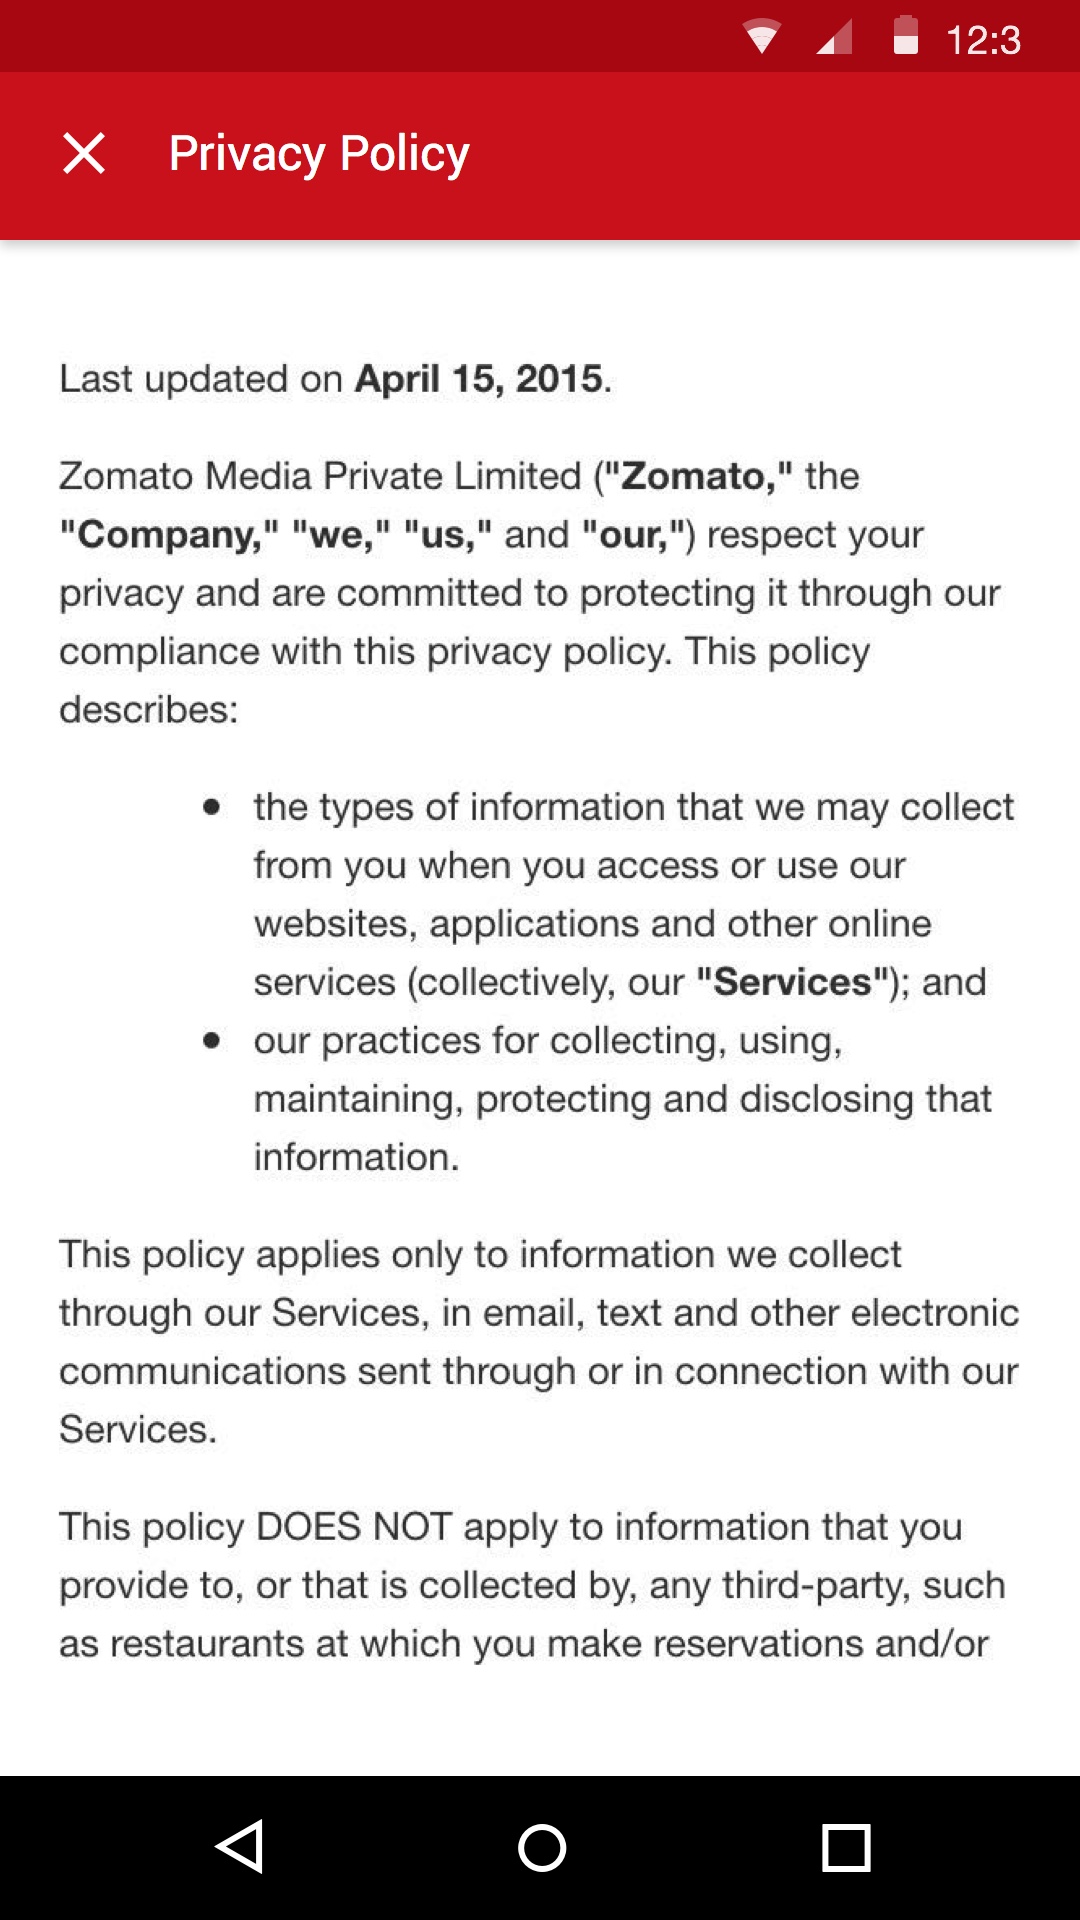 12:3
Privacy Policy
Last updated on April 15, 2015.
Zomato Media Private Limited ("Zomato," the
"Company," "we," "us," and "our,") respect your
privacy and are committed to protecting it through our
compliance with this privacy policy. This policy
describes:
• the types of information that we may collect
from you when you access or use our
websites, applications and other online
services (collectively, our "Services"); and
• our practices for collecting, using,
maintaining, protecting and disclosing that
information.
This policy applies only to information we collect
through our Services, in email, text and other electronic
communications sent through or in connection with our
Services.
This policy DOES NOT apply to information that you
provide to, or that is collected by, any third-party, such
as restaurants at which you make reservations and/or